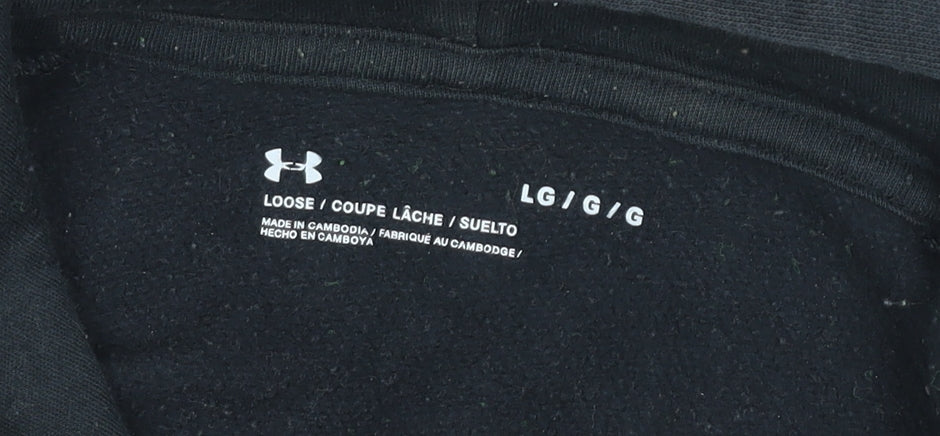 LOOSE / COUPE LÂCHE / SUELTO
MADE IN CAMBODIA / FABRIQUÉ AU CAMBODGE /
HECHO EN CAMBOYA
LG / G / G